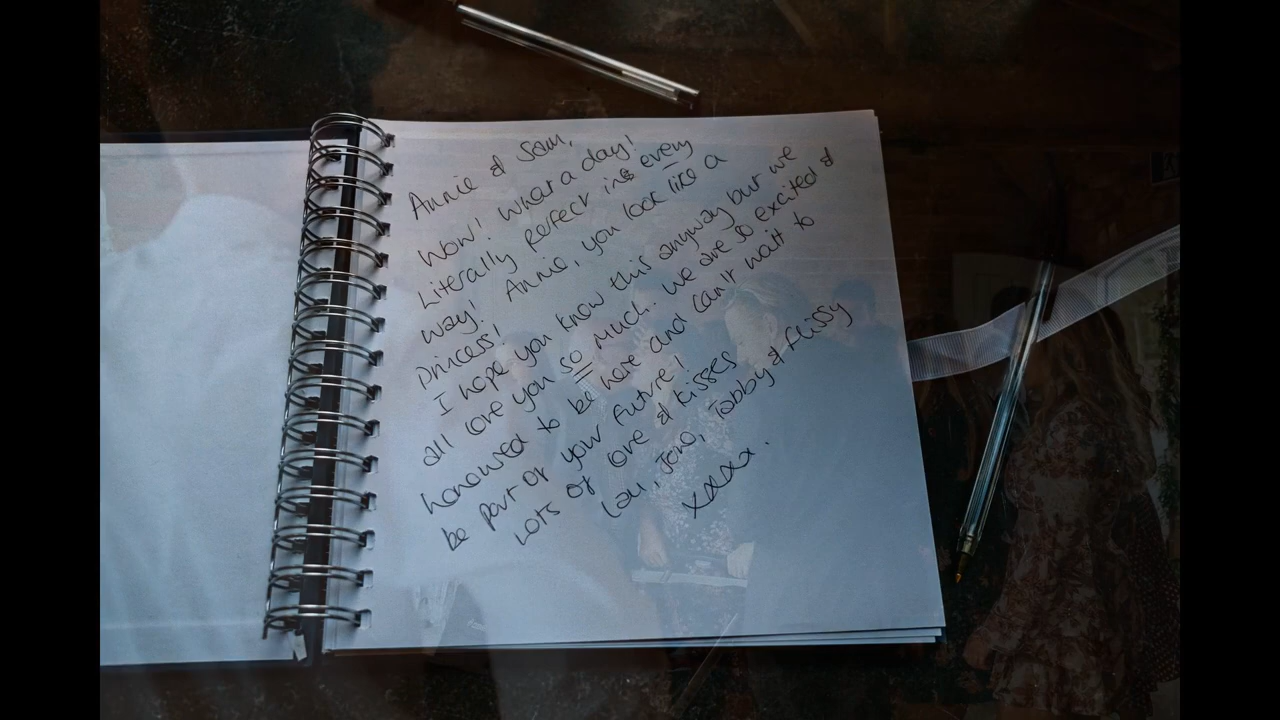 Annie & Sam,
Wow! What a day!
Literally perfect in every
way! Annie, you look like a
princess!
I hope you know this anyway but we
all love you so much. We are so excited &
honoured to be here and can't wait to
be part of your future!
Lots of love & kisses
Lou, Jono, Tabby & Flissy
xxxxx.